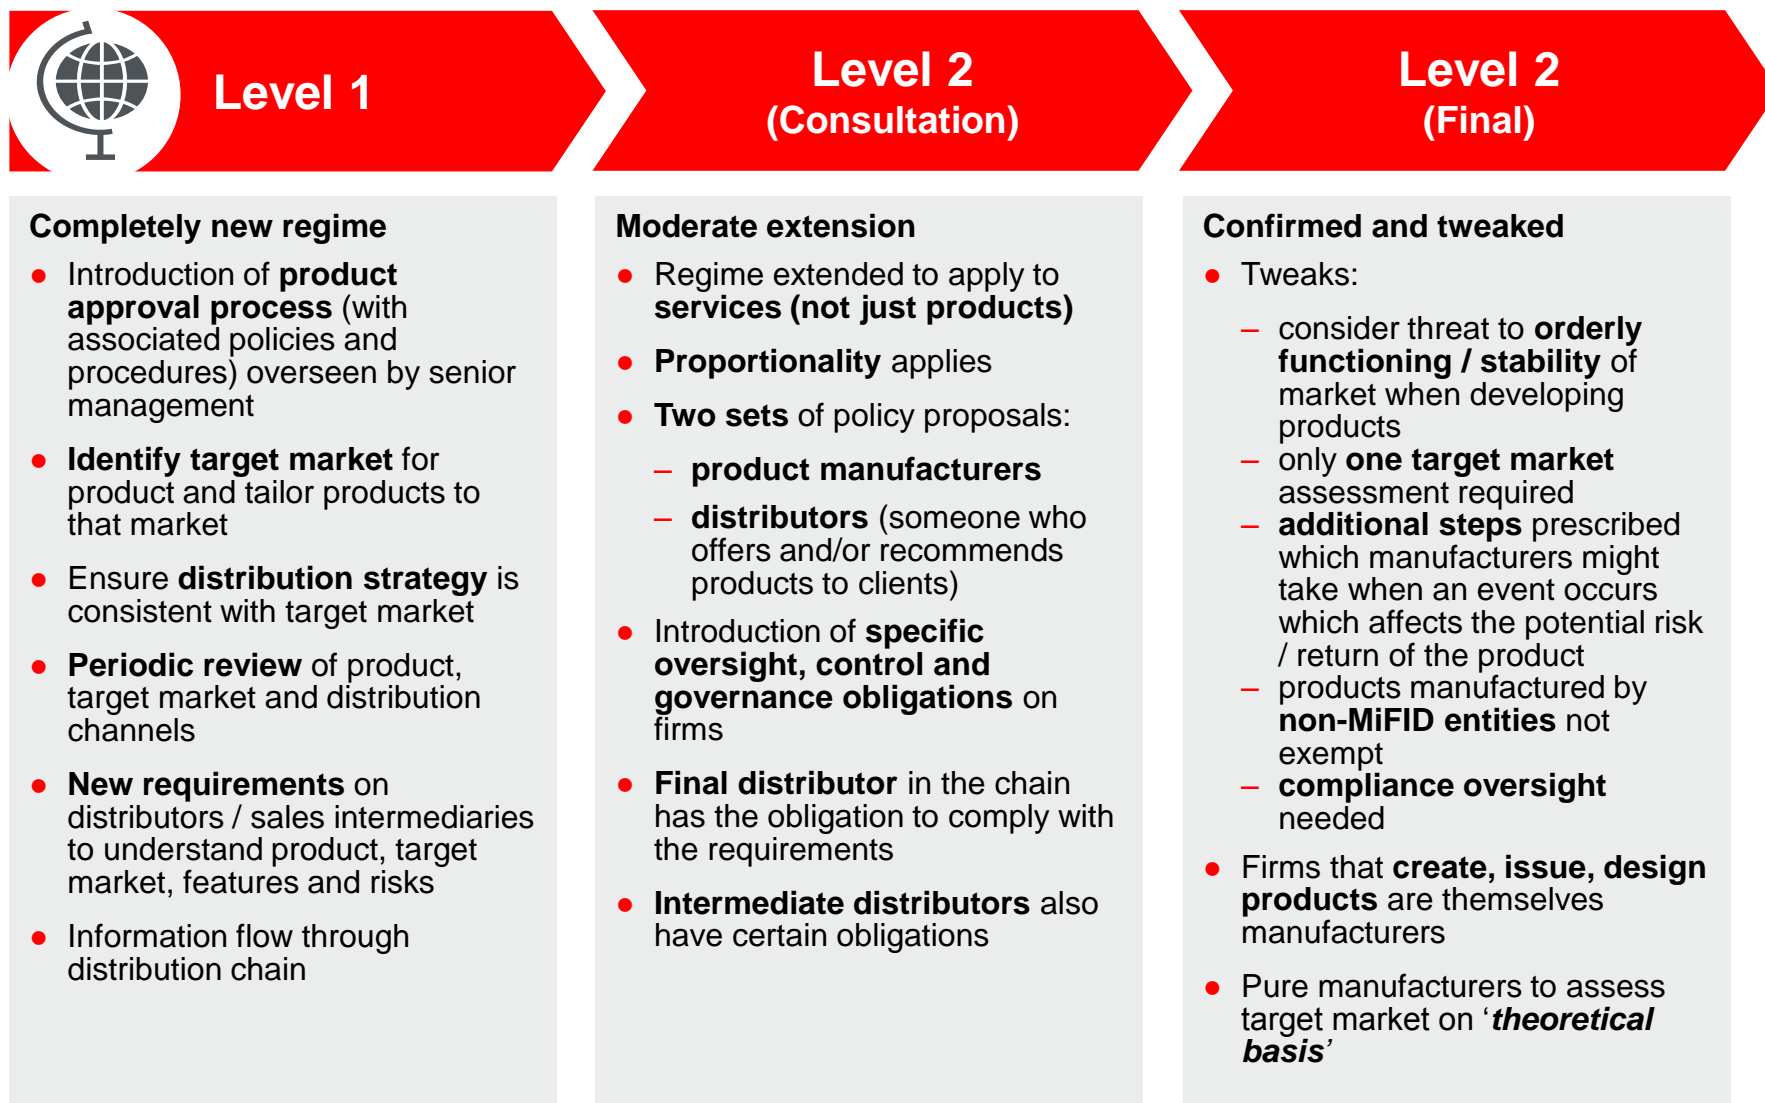 Level 1
Level 2
(Consultation)
Level 2
(Final)
Completely new regime
● Introduction of product
approval process (with
associated policies and
procedures) overseen by senior
management
● Identify target market for
product and tailor products to
that market
● Ensure distribution strategy is
consistent with target market
● Periodic review of product,
target market and distribution
channels
● New requirements on
distributors / sales intermediaries
to understand product, target
market, features and risks
● Information flow through
distribution chain
Moderate extension
● Regime extended to apply to
services (not just products)
● Proportionality applies
● Two sets of policy proposals:
– product manufacturers
– distributors (someone who
offers and/or recommends
products to clients)
● Introduction of specific
oversight, control and
governance obligations on
firms
● Final distributor in the chain
has the obligation to comply with
the requirements
● Intermediate distributors also
have certain obligations
Confirmed and tweaked
● Tweaks:
– consider threat to orderly
functioning / stability of
market when developing
products
– only one target market
assessment required
– additional steps prescribed
which manufacturers might
take when an event occurs
which affects the potential risk
/ return of the product
– products manufactured by
non-MiFID entities not
exempt
– compliance oversight
needed
● Firms that create, issue, design
products are themselves
manufacturers
● Pure manufacturers to assess
target market on ‘theoretical
basis’